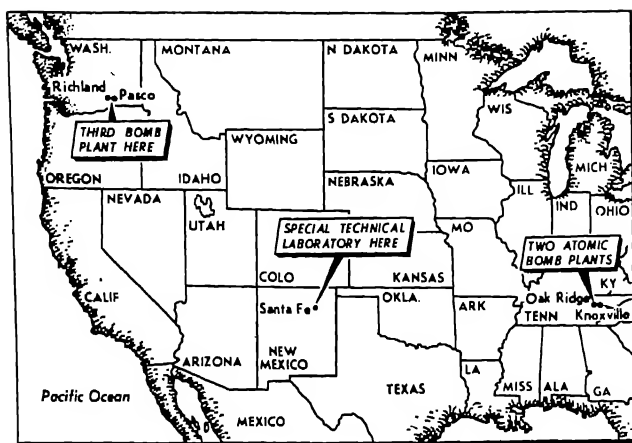 WASH.
MONTANA
N DAKOTA
MINN
Richland
Pasco
THIRD BOMB
PLANT HERE
S DAKOTA
WIS
WYOMING
MICH
OREGON
IDAHO
IOWA
NEVADA
NEBRASKA
ILL
IND
OHIO
UTAH
SPECIAL TECHNICAL
LABORATORY HERE
MO
TWO ATOMIC
BOMB PLANTS
COLO
KANSAS
KY
CALIF
Santa Fe
OKLA.
ARK
Oak Ridge
TENN
Knoxville
ARIZONA
NEW
MEXICO
LA
Pacific Ocean
TEXAS
MISS
ALA
GA
MEXICO